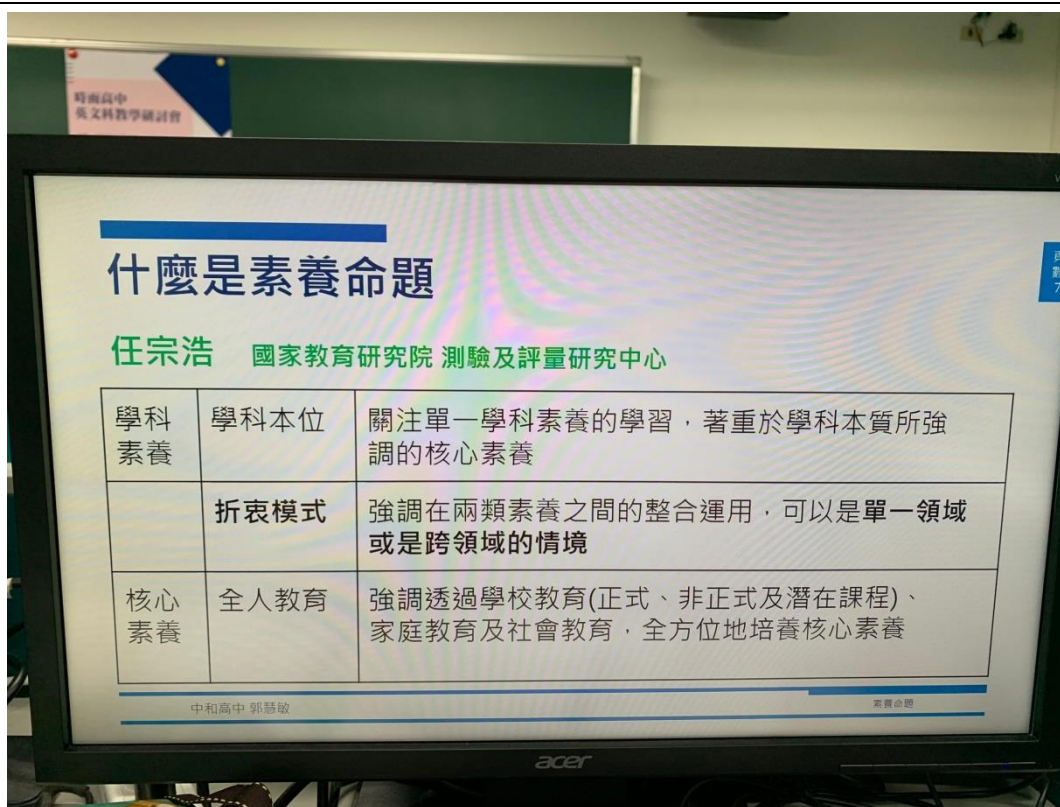 時雨高中
英文科教學研討會
什麼是素養命題
任宗浩 國家教育研究院 測驗及評量研究中心
學科
素養
學科本位
關注單一學科素養的學習，著重於學科本質所強
調的核心素養
折衷模式
強調在兩類素養之間的整合運用，可以是單一領域
或是跨領域的情境
核心
素養
全人教育
強調透過學校教育(正式、非正式及潛在課程)、
家庭教育及社會教育，全方位地培養核心素養
中和高中 郭慧敏
素養命題
acer